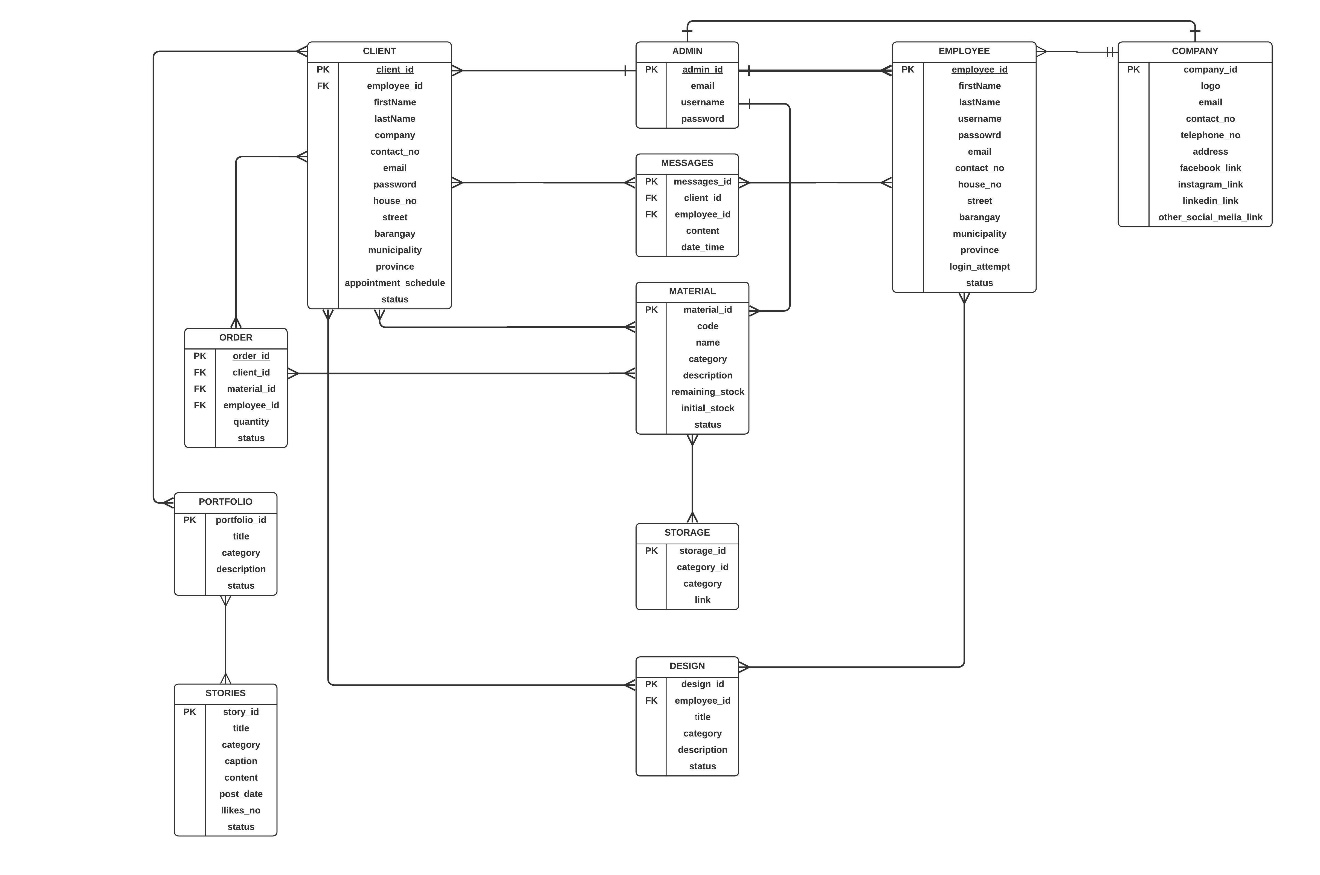 CLIENT
PK client_id
FK employee_id
firstName
lastName
company
contact_no
email
password
house_no
street
barangay
municipality
province
appointment_schedule
status
ADMIN
PK admin_id
email
username
password
EMPLOYEE
PK employee_id
firstName
lastName
username
passowrd
email
contact_no
house_no
street
barangay
municipality
province
login_attempt
status
COMPANY
PK company_id
logo
email
contact_no
telephone_no
address
facebook_link
instagram_link
linkedin_link
other_social_meiia_link
MESSAGES
PK messages_id
FK client_id
FK employee_id
content
date_time
MATERIAL
PK material_id
code
name
category
description
remaining_stock
initial_stock
status
ORDER
PK order_id
FK client_id
FK material_id
FK employee_id
quantity
status
PORTFOLIO
PK portfolio_id
title
category
description
status
STORAGE
PK storage_id
category_id
category
link
DESIGN
PK design_id
FK employee_id
title
category
description
status
STORIES
PK story_id
title
category
caption
content
post_date
llikes_no
status